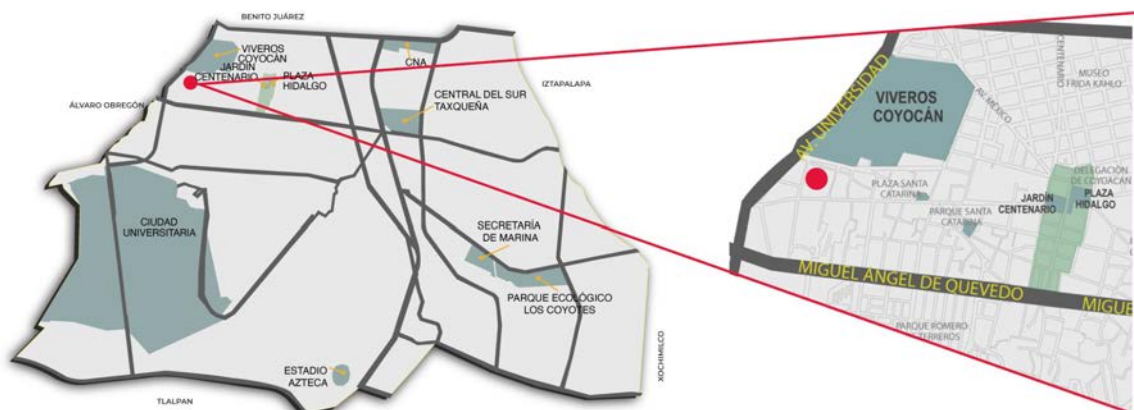 BENITO JUÁREZ
VIVEROS
COYOCÁN
JARDÍN
CENTENARIO
PLAZA
HIDALGO
CNA
IZTAPALAPA
ÁLVARO OBREGÓN
CENTRAL DEL SUR
TAXQUEÑA
CIUDAD
UNIVERSITARIA
SECRETARÍA
DE MARINA
PARQUE ECOLÓGICO
LOS COYOTES
ESTADIO
AZTECA
XOCHIMILCO
TLALPAN
AV. UNIVERSIDAD
VIVEROS
COYOCÁN
CENTENARIO
MUSEO
FRIDA KAHLO
AV. MÉXICO
PLAZA SANTA
CATARINA
DELEGACIÓN
DE COYOACÁN
JARDÍN
CENTENARIO
PLAZA
HIDALGO
PARQUE SANTA
CATARINA
MIGUEL ÁNGEL DE QUEVEDO
MIGUE
PARQUE ROMERO
TERREROS